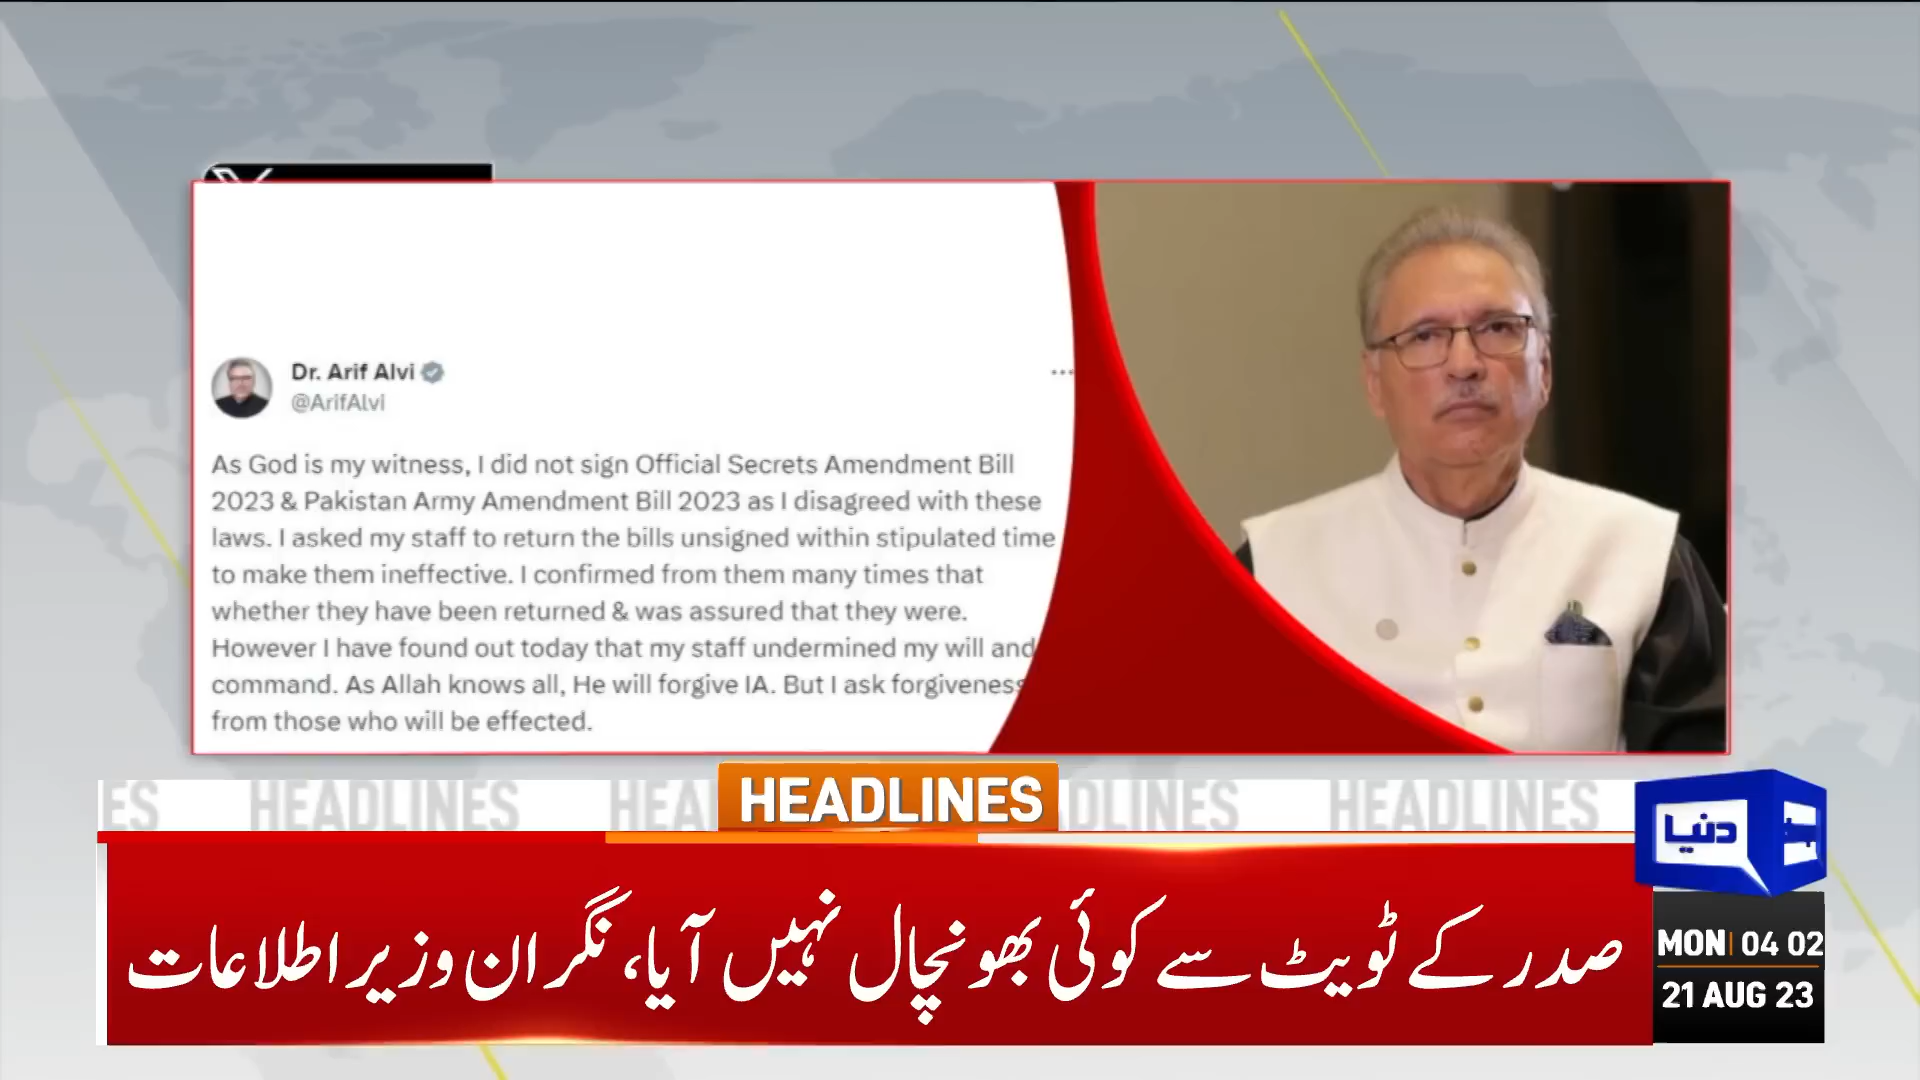 X
Dr. Arif Alvi
@ArifAlvi
As God is my witness, I did not sign Official Secrets Amendment Bill
2023 & Pakistan Army Amendment Bill 2023 as I disagreed with these
laws. I asked my staff to return the bills unsigned within stipulated time
to make them ineffective. I confirmed from them many times that
whether they have been returned & was assured that they were.
However I have found out today that my staff undermined my will and
command. As Allah knows all, He will forgive IA. But I ask forgiveness
from those who will be effected.
ES HEADLINES HEA DLINES HEADLINES
HEADLINES
دنیا
صدر کے ٹویٹ سے کوئی بھونچال نہیں آیا، نگران وزیر اطلاعات
MON 04 02
21 AUG 23